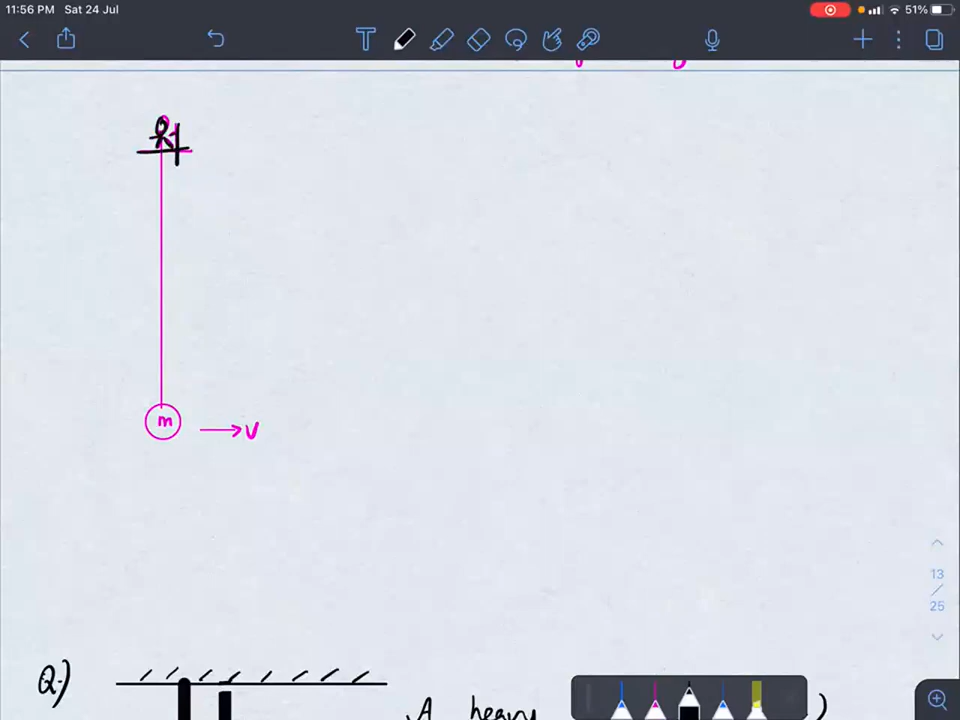 11:56 PM Sat 24 Jul
51%
T
m → v
13
/
25
Q.)
A heavy )